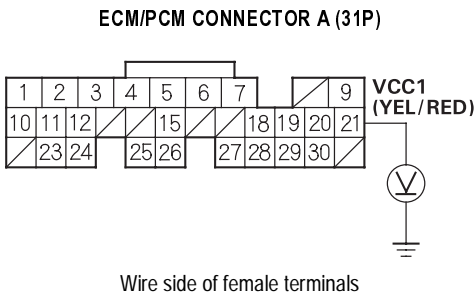 ECM/PCM CONNECTOR A (31P)
1 2 3 4 5 6 7 9
VCC1
(YEL/RED)
10 11 12 15 18 19 20 21
23 24 25 26 27 28 29 30
V
Wire side of female terminals